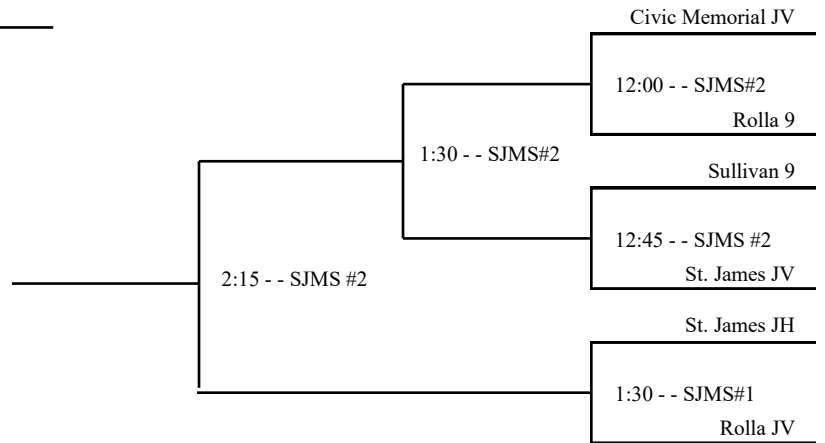 Civic Memorial JV
12:00 - - SJMS#2
Rolla 9
1:30 - - SJMS#2
Sullivan 9
12:45 - - SJMS #2
2:15 - - SJMS #2
St. James JV
St. James JH
1:30 - - SJMS#1
Rolla JV